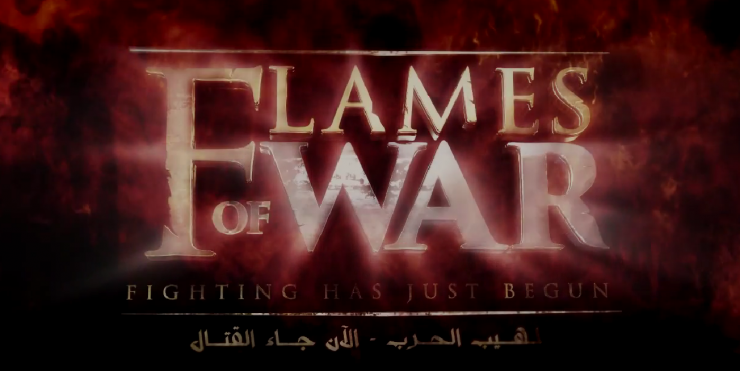 FLAMES
OF WAR
FIGHTING HAS JUST BEGUN
لهيب الحرب - الآن جاء القتال